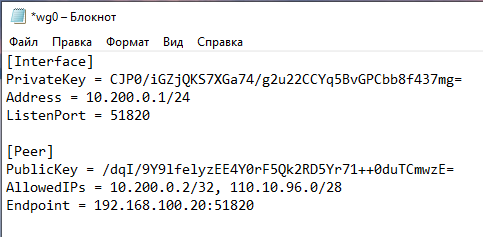 *wg0 – Блокнот
Файл Правка Формат Вид Справка
[Interface]
PrivateKey = CJP0/iGZjQKS7XGa74/g2u22CCYq5BvGPCbb8f437mg=
Address = 10.200.0.1/24
ListenPort = 51820
[Peer]
PublicKey = /dqI/9Y9lfelyzEE4Y0rF5Qk2RD5Yr71++0duTCmwzE=
AllowedIPs = 10.200.0.2/32, 110.10.96.0/28
Endpoint = 192.168.100.20:51820